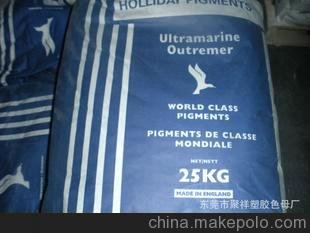 HOLLIDAY PIGMENTS
Ultramarine
Outremer
WORLD CLASS
PIGMENTS
PIGMENTS DE CLASSE
MONDIALE
NET/NETT
25KG
MADE IN ENGLAND
东莞市聚祥塑胶色母厂
china.makepolo.com